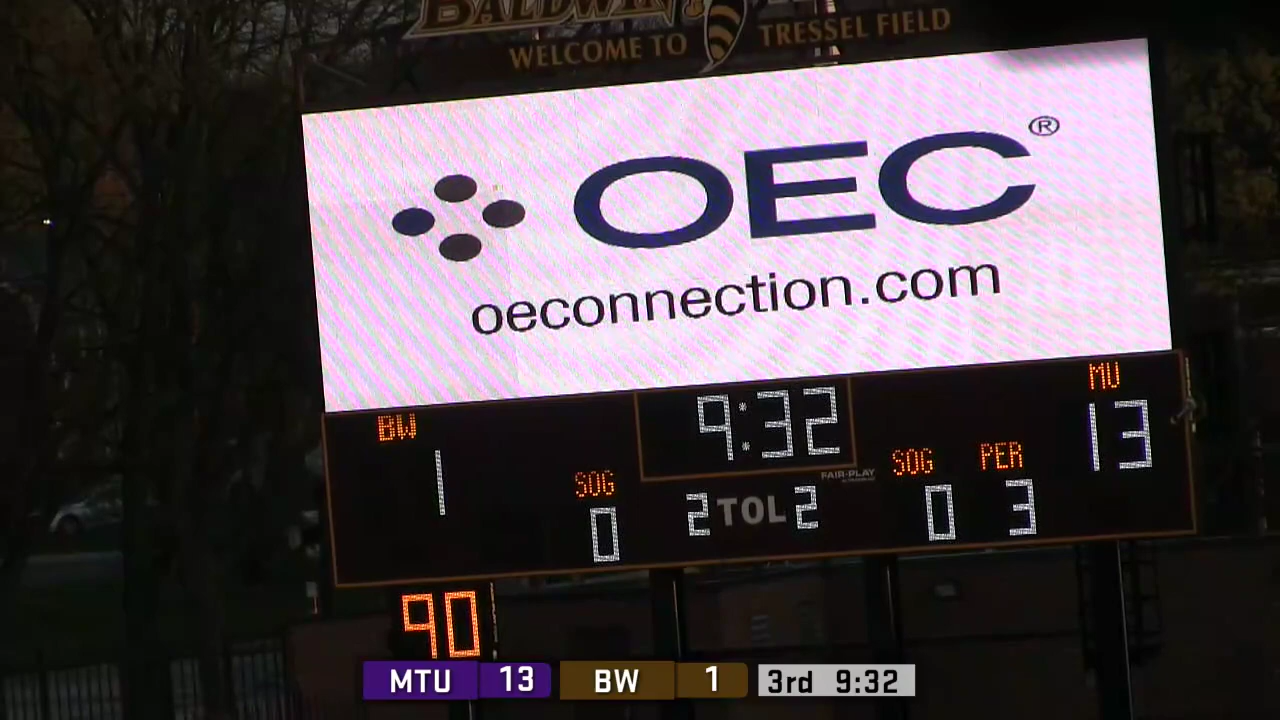 BALDWIN
WELCOME TO TRESSEL FIELD
OEC®
oeconnection.com
BW 9:32 MU
1 13
SOG SOG PER
FAIR-PLAY
0 2 TOL 2 0 3
90
MTU 13 BW 1 3rd 9:32